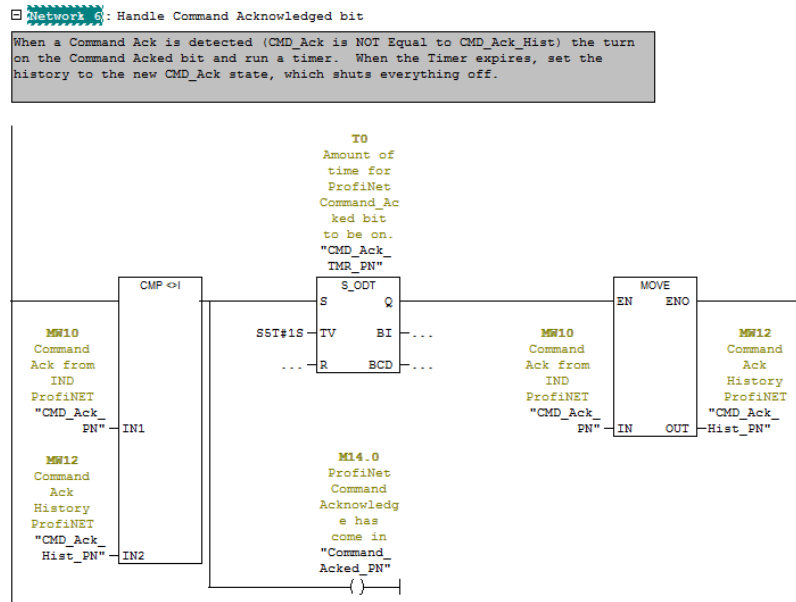 Network 6: Handle Command Acknowledged bit
When a Command Ack is detected (CMD_Ack is NOT Equal to CMD_Ack_Hist) the turn
on the Command Acked bit and run a timer.  When the Timer expires, set the
history to the new CMD_Ack state, which shuts everything off.
T0
Amount of
time for
ProfiNet
Command_Ac
ked bit
to be on.
"CMD_Ack_
TMR_PN"
CMP <>I
S_ODT
MOVE
S
Q
EN
ENO
S5T#1S
TV
BI
...
...
R
BCD
...
MW10
Command
Ack from
IND
ProfiNET
"CMD_Ack_
PN"
IN1
MW10
Command
Ack from
IND
ProfiNET
"CMD_Ack_
PN"
IN
OUT
MW12
Command
Ack
History
ProfiNET
"CMD_Ack_
Hist_PN"
MW12
Command
Ack
History
ProfiNET
"CMD_Ack_
Hist_PN"
IN2
M14.0
ProfiNet
Command
Acknowledg
e has
come in
"Command_
Acked_PN"
( )